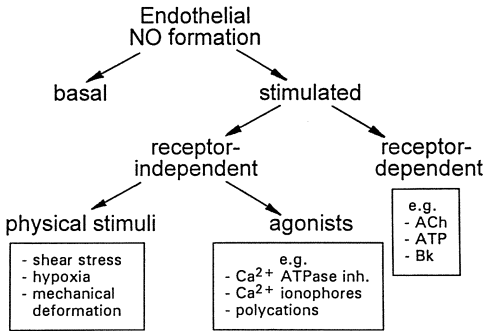 Endothelial
NO formation
basal
stimulated
receptor-
independent
receptor-
dependent
physical stimuli
agonists
e.g.
- ACh
- ATP
- Bk
- shear stress
- hypoxia
- mechanical
deformation
e.g.
- Ca²⁺ ATPase inh.
- Ca²⁺ ionophores
- polycations